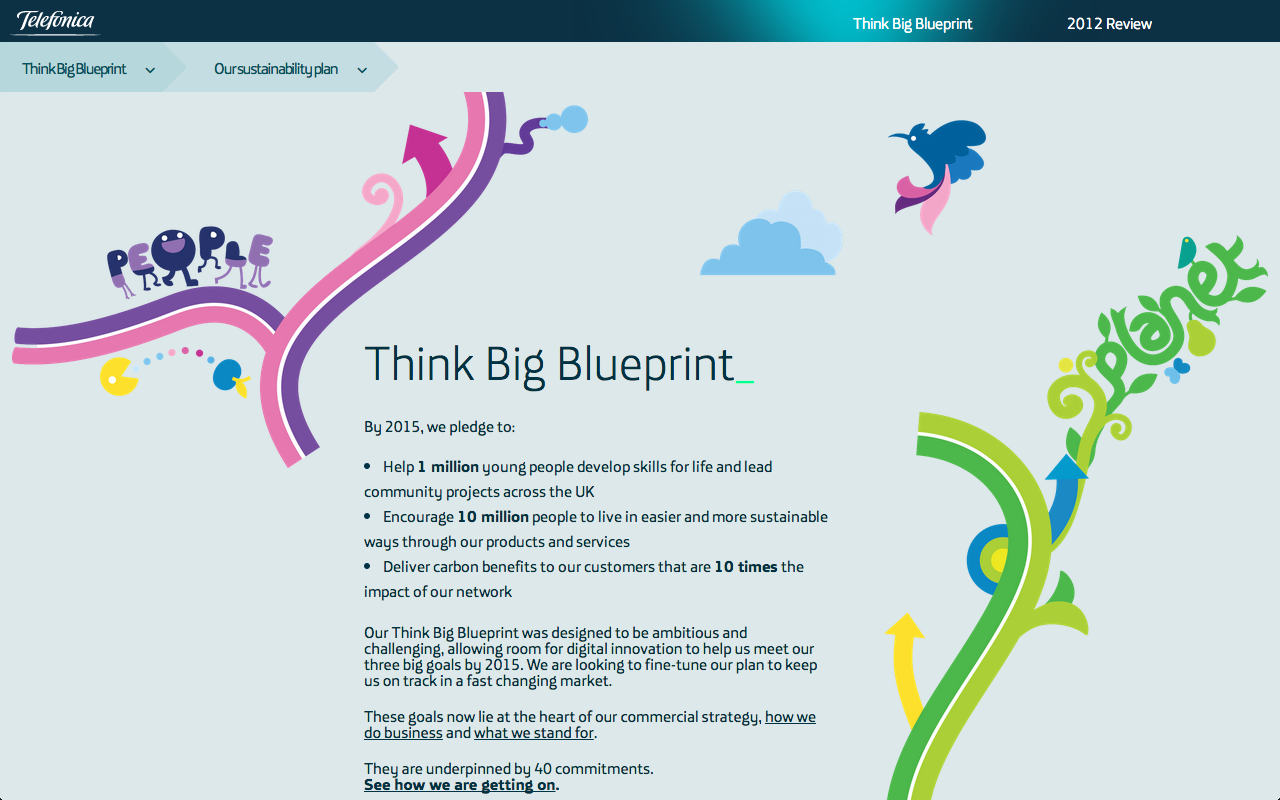 Telefónica
Think Big Blueprint
2012 Review
Think Big Blueprint
Our sustainability plan
PEOPLE
planet
Think Big Blueprint_
By 2015, we pledge to:
• Help 1 million young people develop skills for life and lead
community projects across the UK
• Encourage 10 million people to live in easier and more sustainable
ways through our products and services
• Deliver carbon benefits to our customers that are 10 times the
impact of our network
Our Think Big Blueprint was designed to be ambitious and
challenging, allowing room for digital innovation to help us meet our
three big goals by 2015. We are looking to fine-tune our plan to keep
us on track in a fast changing market.
These goals now lie at the heart of our commercial strategy, how we
do business and what we stand for.
They are underpinned by 40 commitments.
See how we are getting on.